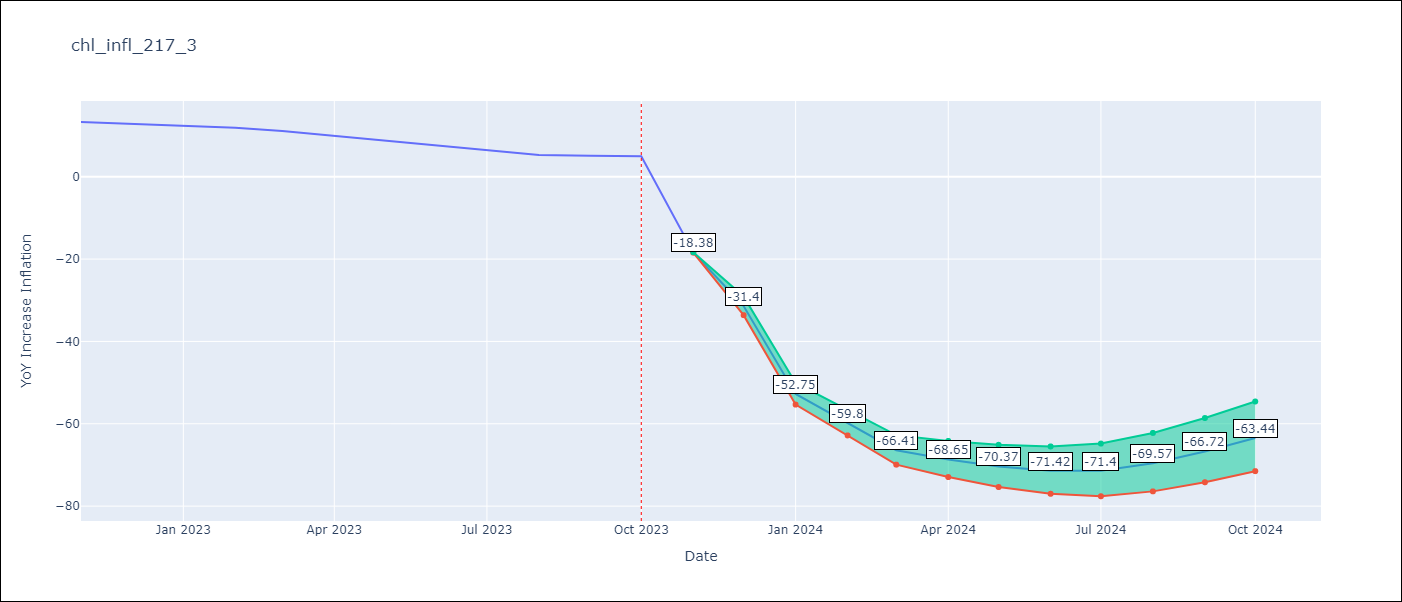 chl_infl_217_3
YoY Increase Inflation
0
−20
−40
−60
−80
-18.38
-31.4
-52.75
-59.8
-66.41
-68.65
-70.37
-71.42
-71.4
-69.57
-66.72
-63.44
Jan 2023
Apr 2023
Jul 2023
Oct 2023
Jan 2024
Apr 2024
Jul 2024
Oct 2024
Date